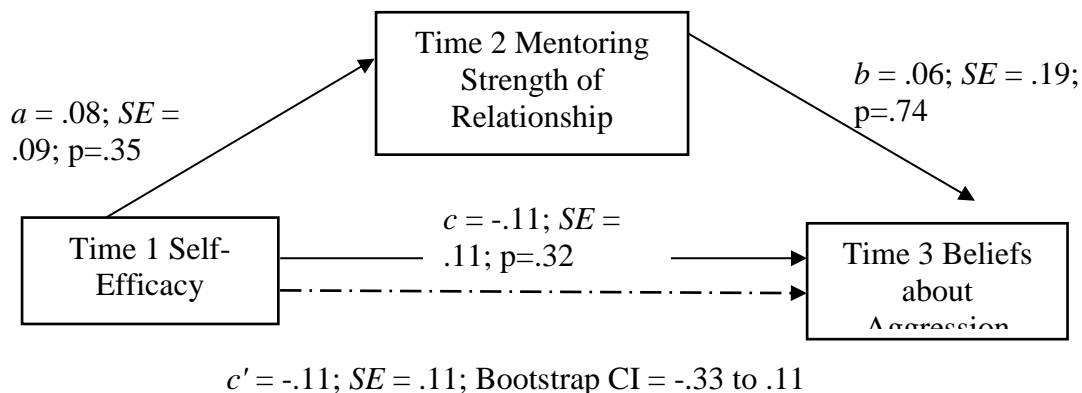 Time 2 Mentoring
Strength of
Relationship
a = .08; SE =
.09; p=.35
b = .06; SE = .19;
p=.74
c = -.11; SE =
.11; p=.32
Time 1 Self-
Efficacy
Time 3 Beliefs
about
Aggression
c' = -.11; SE = .11; Bootstrap CI = -.33 to .11